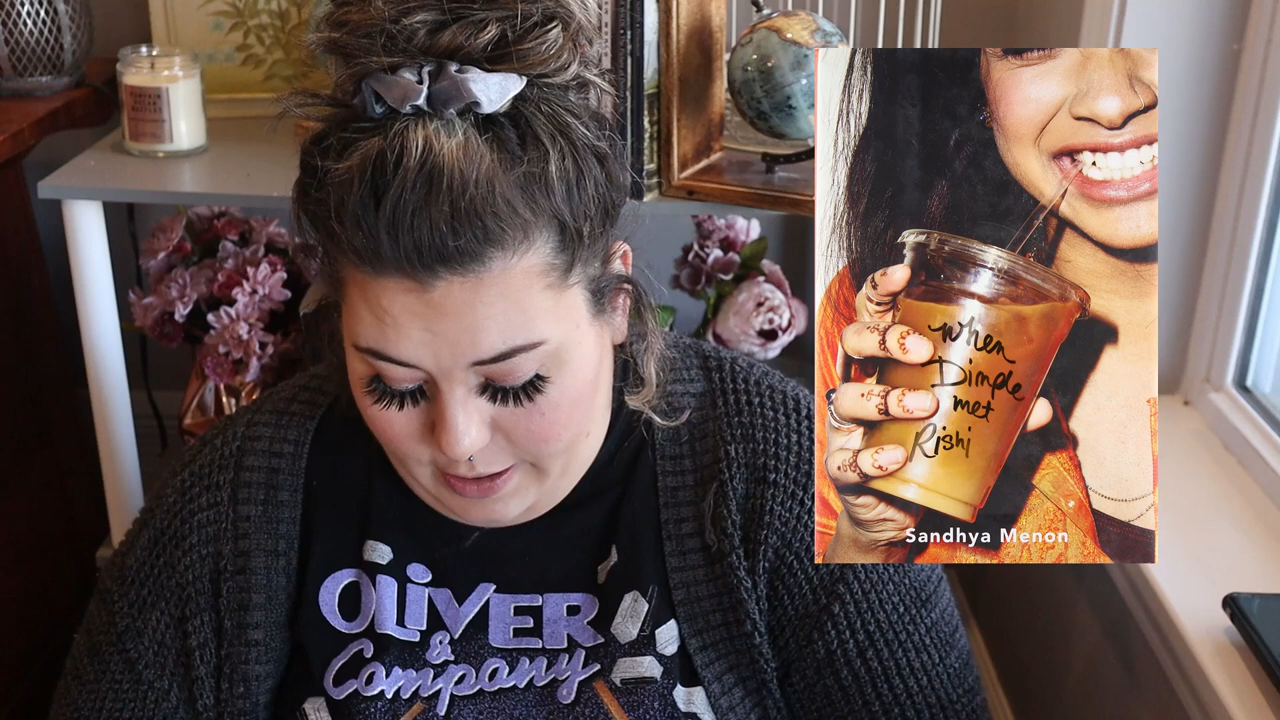 OLiVER
&
Company
when
Dimple
met
Rishi
Sandhya Menon